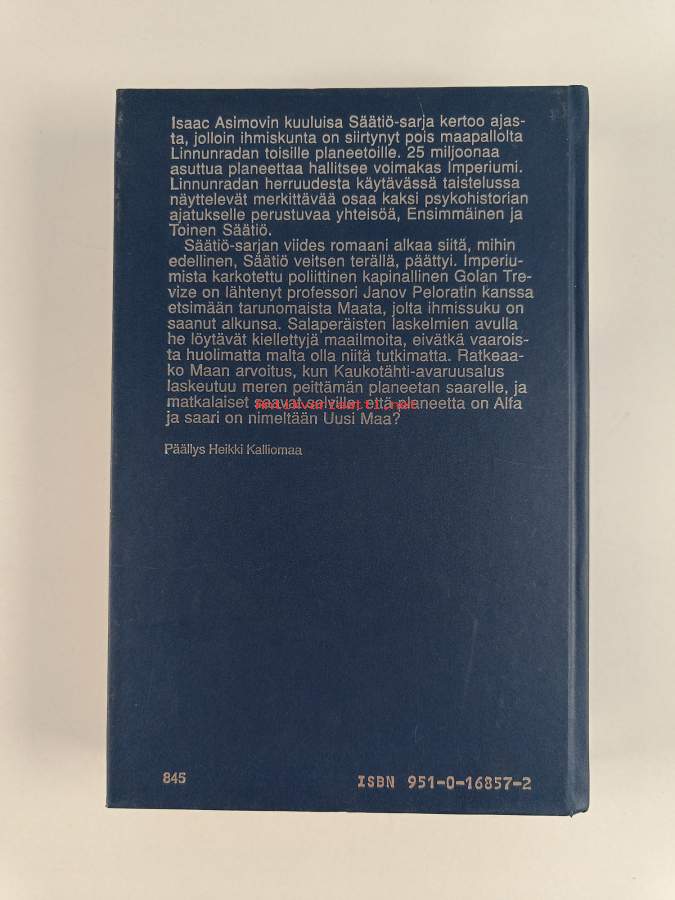 Isaac Asimovin kuuluisa Säätiö-sarja kertoo ajas-
ta, jolloin ihmiskunta on siirtynyt pois maapallolta
Linnunradan toisille planeetoille. 25 miljoonaa
asuttua planeettaa hallitsee voimakas Imperiumi.
Linnunradan herruudesta käytävässä taistelussa
näyttelevät merkittävää osaa kaksi psykohistorian
ajatukselle perustuvaa yhteisöä, Ensimmäinen ja
Toinen Säätiö.
Säätiö-sarjan viides romaani alkaa siitä, mihin
edellinen, Säätiö veitsen terällä, päättyi. Imperiu-
mista karkotettu poliittinen kapinallinen Golan Tre-
vize on lähtenyt professori Janov Peloratin kanssa
etsimään tarunomaista Maata, jolta ihmissuku on
saanut alkunsa. Salaperäisten laskelmien avulla
he löytävät kiellettyjä maailmoita, eivätkä vaarois-
ta huolimatta malta olla niitä tutkimatta. Ratkeaa-
ko Maan arvoitus, kun Kaukotähti-avaruusalus
laskeutuu meren peittämän planeetan saarelle, ja
matkalaiset saavat selville, että planeetta on Alfa
ja saari on nimeltään Uusi Maa?
antikvariaatti.net
Päällys Heikki Kalliomaa
845
ISBN 951-0-16857-2